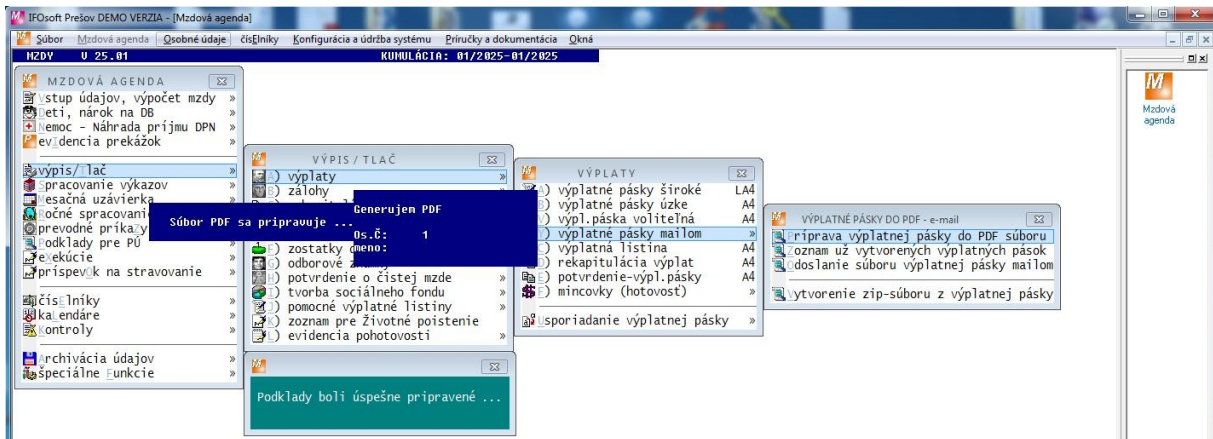 IFOsoft Prešov DEMO VERZIA - [Mzdová agenda]
Súbor Mzdová agenda Osobné údaje čísElníky Konfigurácia a údržba systému Príručky a dokumentácia Okná
MZDY V 25.01 KUMULÁCIA: 01/2025-01/2025
MZDOVÁ AGENDA
Vstup údajov, výpočet mzdy »
Deti, nárok na DB »
Nemoc - Náhrada príjmu DPN »
evIdencia prekážok »
výpis/Tlač »
Spracovanie výkazov »
Mesačná uzávierka
Ročné spracovani
prevodné príkaZy
Podklady pre PÚ
eXekúcie
príspevOk na stravovanie »
čísElníky »
kaLendáre »
Kontroly »
Archivácia údajov »
špeciálne Funkcie »
VÝPIS / TLAČ
A) výplaty »
B) zálohy
F) zostatky
G) odborové
H) potvrdenie o čistej mzde »
I) tvorba sociálneho fondu »
J) pomocné výplatné listiny »
K) zoznam pre Životné poistenie
L) evidencia pohotovosti »
Súbor PDF sa pripravuje ...
Generujem PDF
Os.Č: 1
meno:
Podklady boli úspešne pripravené ...
VÝPLATY
A) výplatné pásky široké LA4
B) výplatné pásky úzke A4
V) výpl.páska voliteľná A4
výplatné pásky mailom »
C) výplatná listina A4
D) rekapitulácia výplat A4
E) potvrdenie-výpl.pásky A4
F) mincovky (hotovosť) »
Usporiadanie výplatnej pásky »
VÝPLATNÉ PÁSKY DO PDF - e-mail
Príprava výplatnej pásky do PDF súboru
Zoznam už vytvorených výplatných pások
Odoslanie súboru výplatnej pásky mailom
Vytvorenie zip-súboru z výplatnej pásky
Mzdová
agenda